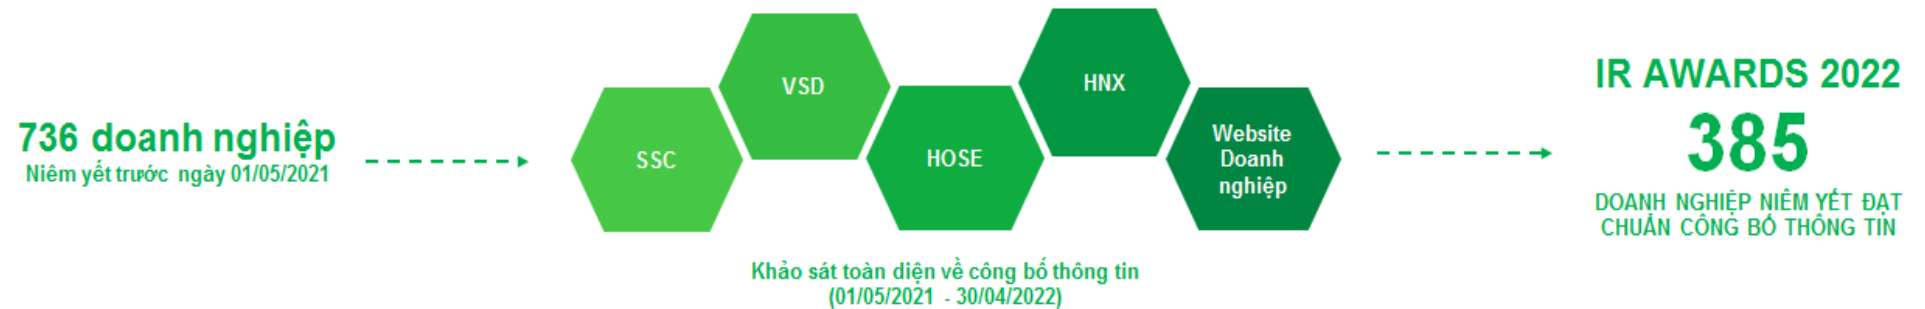 736 doanh nghiệp
Niêm yết trước ngày 01/05/2021
SSC
VSD
HOSE
HNX
Website
Doanh
nghiệp
Khảo sát toàn diện về công bố thông tin
(01/05/2021 - 30/04/2022)
IR AWARDS 2022
385
DOANH NGHIỆP NIÊM YẾT ĐẠT
CHUẨN CÔNG BỐ THÔNG TIN